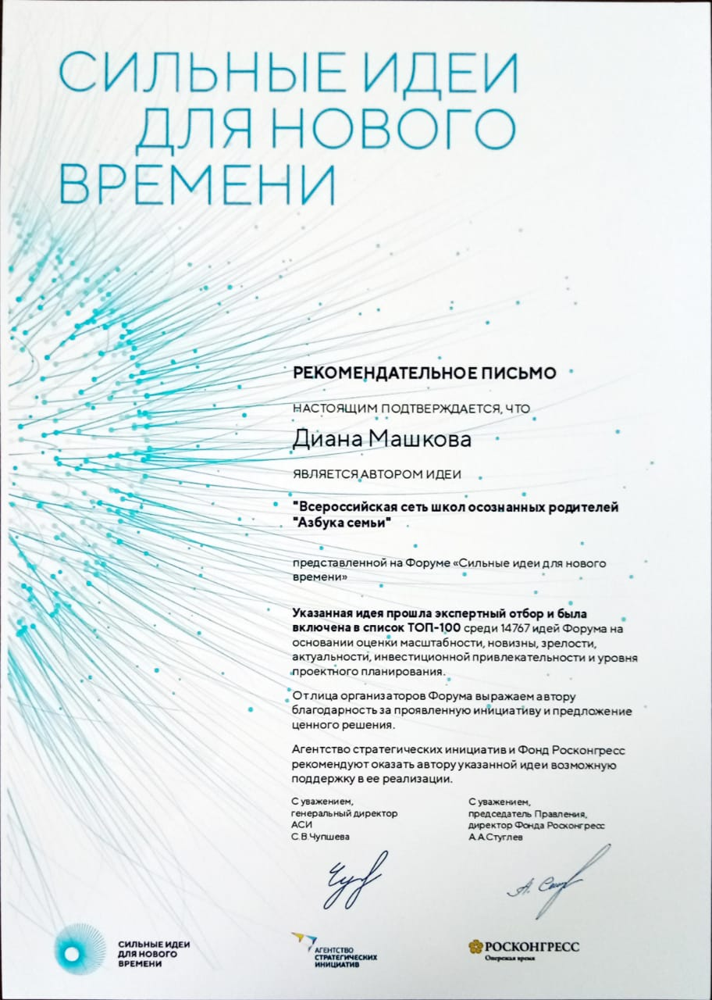 СИЛЬНЫЕ ИДЕИ
ДЛЯ НОВОГО
ВРЕМЕНИ
РЕКОМЕНДАТЕЛЬНОЕ ПИСЬМО
НАСТОЯЩИМ ПОДТВЕРЖДАЕТСЯ, ЧТО
Диана Машкова
ЯВЛЯЕТСЯ АВТОРОМ ИДЕИ
"Всероссийская сеть школ осознанных родителей
"Азбука семьи"
представленной на Форуме «Сильные идеи для нового
времени»
Указанная идея прошла экспертный отбор и была
включена в список ТОП-100 среди 14767 идей Форума на
основании оценки масштабности, новизны, зрелости,
актуальности, инвестиционной привлекательности и уровня
проектного планирования.
От лица организаторов Форума выражаем автору
благодарность за проявленную инициативу и предложение
ценного решения.
Агентство стратегических инициатив и Фонд Росконгресс
рекомендуют оказать автору указанной идеи возможную
поддержку в ее реализации.
С уважением,
генеральный директор
АСИ
С.В.Чупшева
С уважением,
председатель Правления,
директор Фонда Росконгресс
А.А.Стуглев
СИЛЬНЫЕ ИДЕИ
ДЛЯ НОВОГО
ВРЕМЕНИ
АГЕНТСТВО
СТРАТЕГИЧЕСКИХ
ИНИЦИАТИВ
РОСКОНГРЕСС
Опережая время